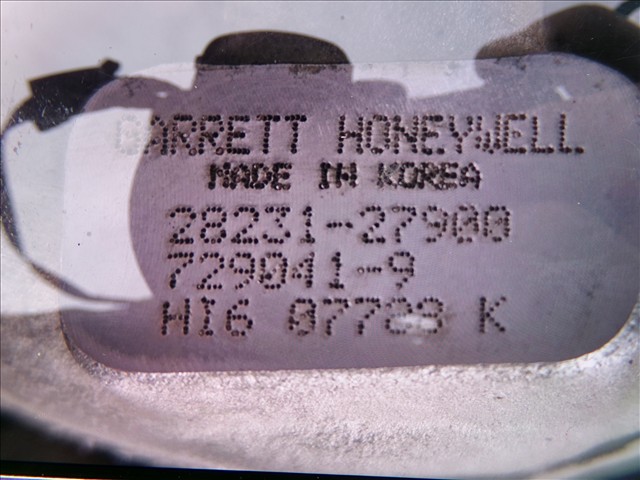 GARRETT HONEYWELL
MADE IN KOREA
28231-27900
729041-9
HI6 K